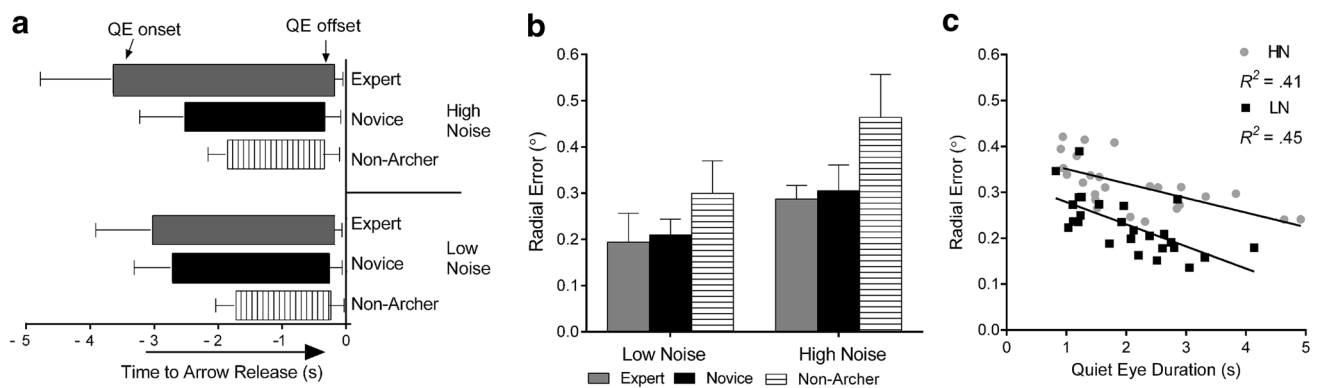 a
QE onset
QE offset
Expert
Novice
Non-Archer
High
Noise
Expert
Novice
Non-Archer
Low
Noise
- 5
- 4
- 3
- 2
- 1
0
Time to Arrow Release (s)
b
Radial Error (°)
0.6
0.5
0.4
0.3
0.2
0.1
0.0
Low Noise
High Noise
Expert
Novice
Non-Archer
c
Radial Error (°)
0.6
0.5
0.4
0.3
0.2
0.1
0.0
0
1
2
3
4
5
Quiet Eye Duration (s)
HN
R² = .41
LN
R² = .45